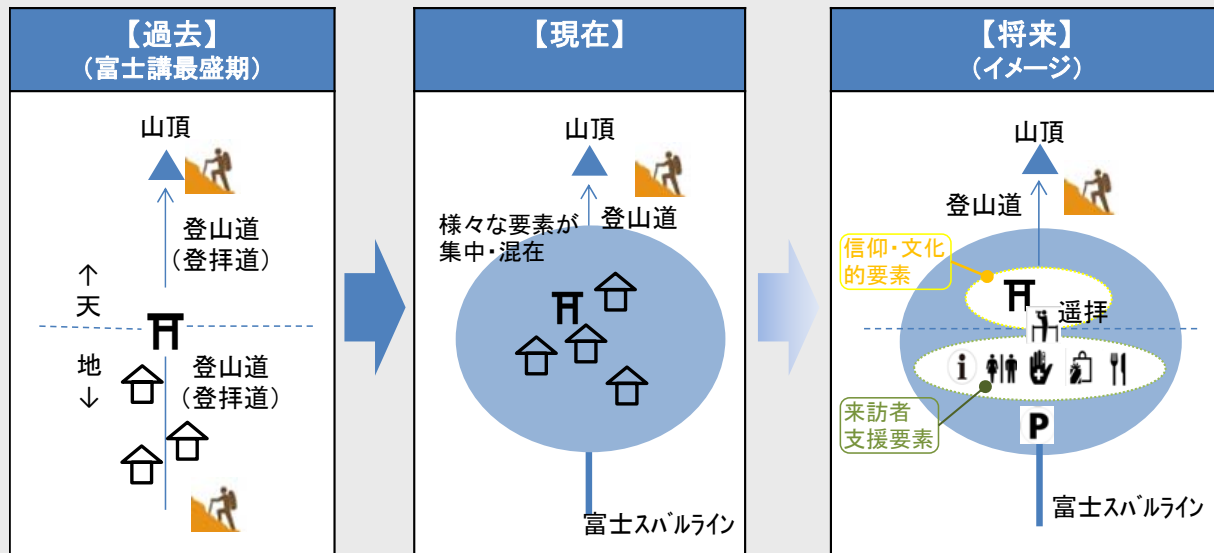 【過去】
（富士講最盛期）
山頂
登山道
（登拝道）
↑
天
地
↓
登山道
（登拝道）
【現在】
山頂
登山道
様々な要素が
集中・混在
富士スバルライン
【将来】
（イメージ）
山頂
登山道
信仰・文化
的要素
遥拝
i
来訪者
支援要素
P
富士スバルライン